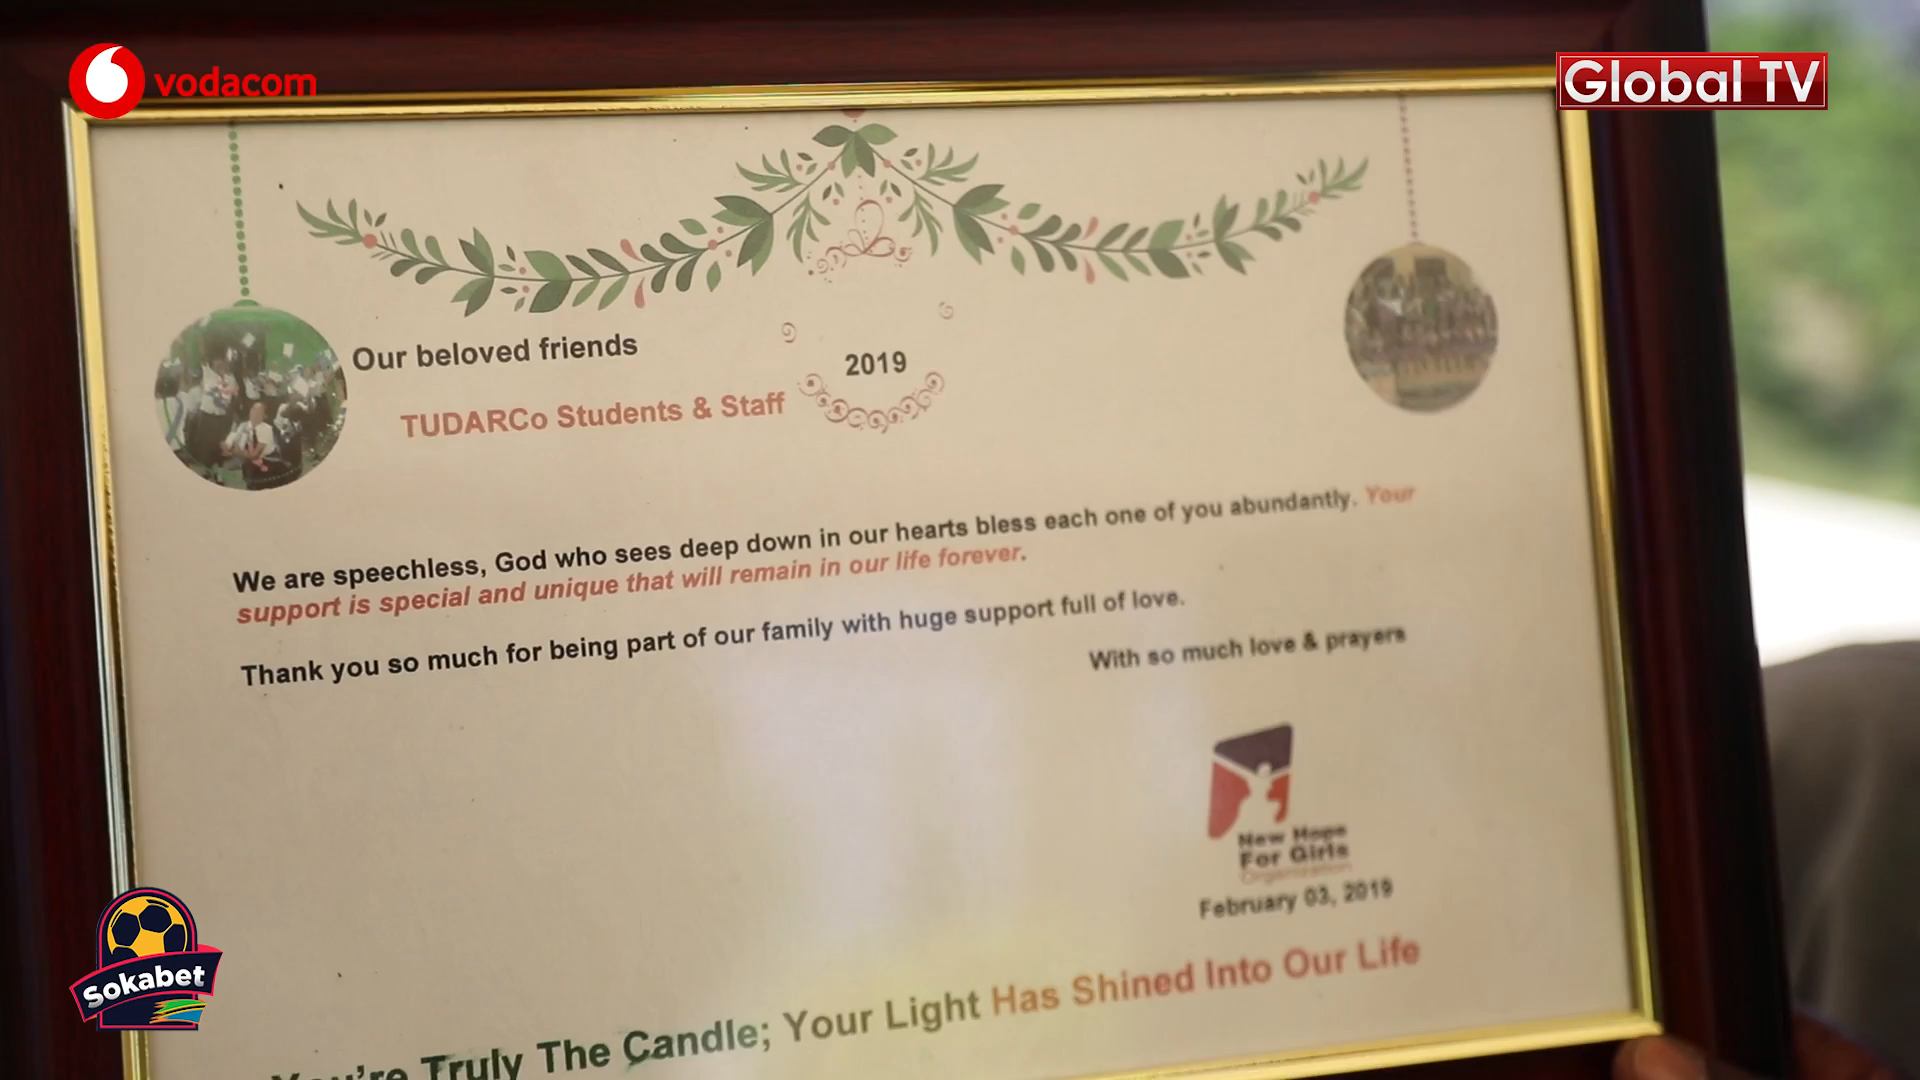 vodacom
Global TV
Our beloved friends
2019
TUDARCo Students & Staff
We are speechless, God who sees deep down in our hearts bless each one of you abundantly. Your
support is special and unique that will remain in our life forever.
Thank you so much for being part of our family with huge support full of love.
With so much love & prayers
New Hope
For Girls
Organization
February 03, 2019
You're Truly The Candle; Your Light Has Shined Into Our Life
Sokabet